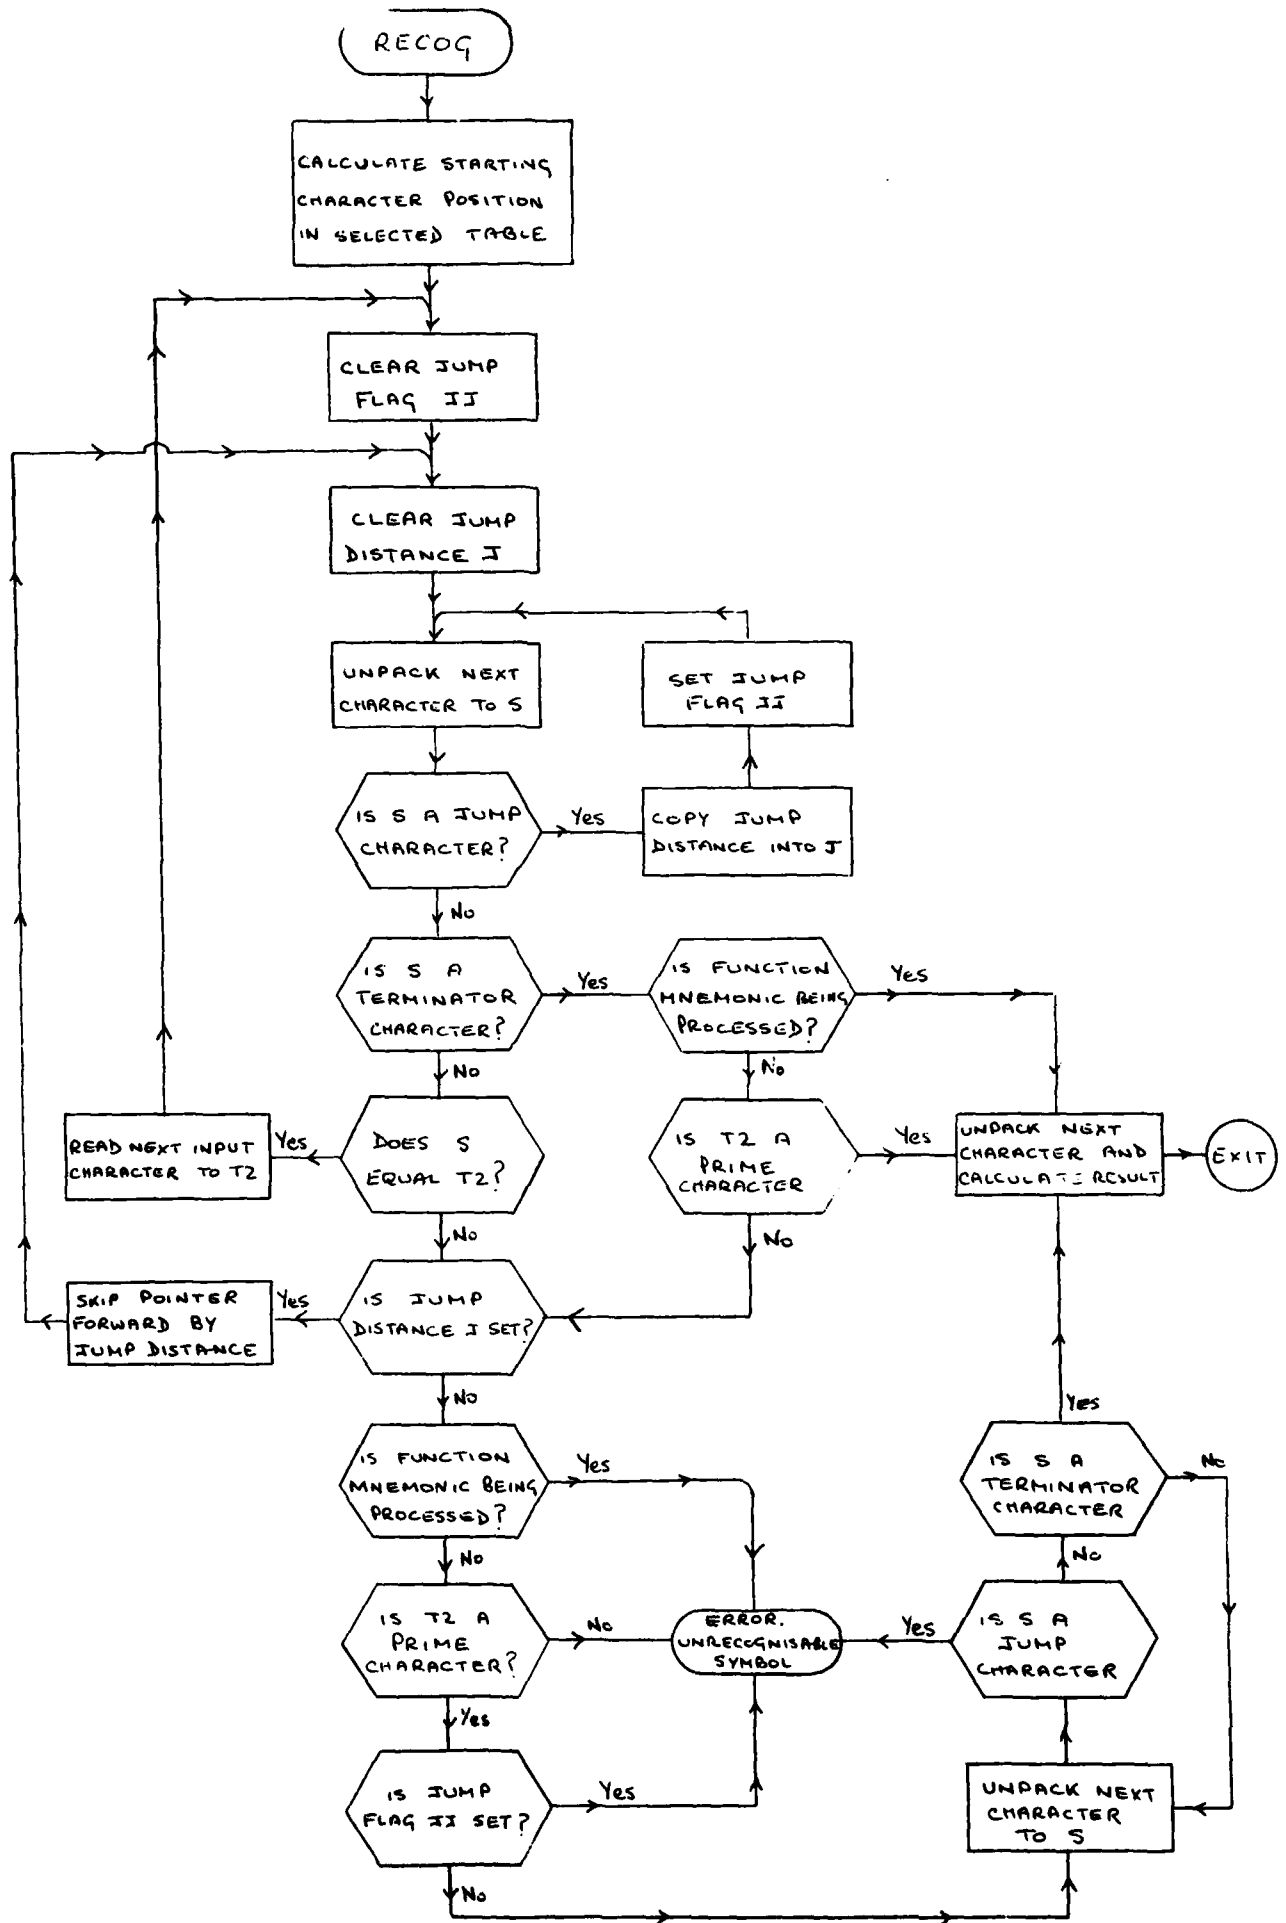 RECOG
CALCULATE STARTING
CHARACTER POSITION
IN SELECTED TABLE
CLEAR JUMP
FLAG JJ
CLEAR JUMP
DISTANCE J
UNPACK NEXT
CHARACTER TO S
SET JUMP
FLAG JJ
IS S A JUMP
CHARACTER?
Yes
COPY JUMP
DISTANCE INTO J
No
IS S A
TERMINATOR
CHARACTER?
Yes
IS FUNCTION
MNEMONIC BEING
PROCESSED?
Yes
No
No
READ NEXT INPUT
CHARACTER TO T2
Yes
DOES S
EQUAL T2?
IS T2 A
PRIME
CHARACTER
Yes
UNPACK NEXT
CHARACTER AND
CALCULATE RESULT
EXIT
No
No
SKIP POINTER
FORWARD BY
JUMP DISTANCE
Yes
IS JUMP
DISTANCE J SET?
No
IS FUNCTION
MNEMONIC BEING
PROCESSED?
Yes
Yes
IS S A
TERMINATOR
CHARACTER
No
No
No
IS T2 A
PRIME
CHARACTER?
No
ERROR.
UNRECOGNISABLE
SYMBOL
Yes
IS S A
JUMP
CHARACTER
Yes
IS JUMP
FLAG JJ SET?
Yes
UNPACK NEXT
CHARACTER
TO S
No